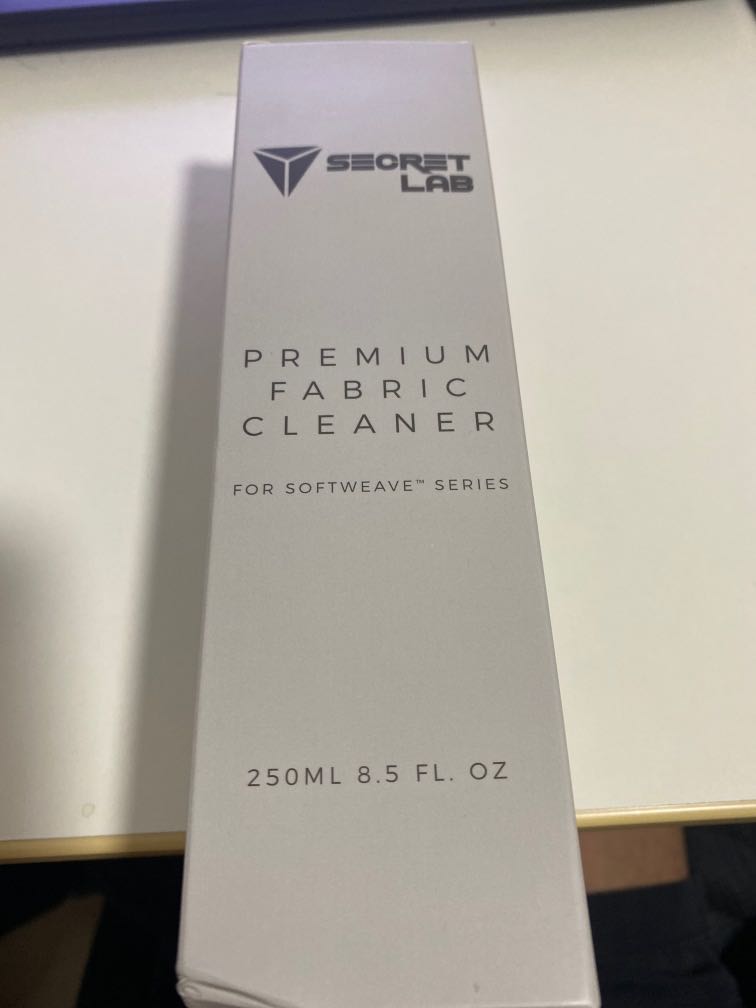 SECRET
LAB
PREMIUM
FABRIC
CLEANER
FOR SOFTWEAVE™ SERIES
250ML 8.5 FL. OZ